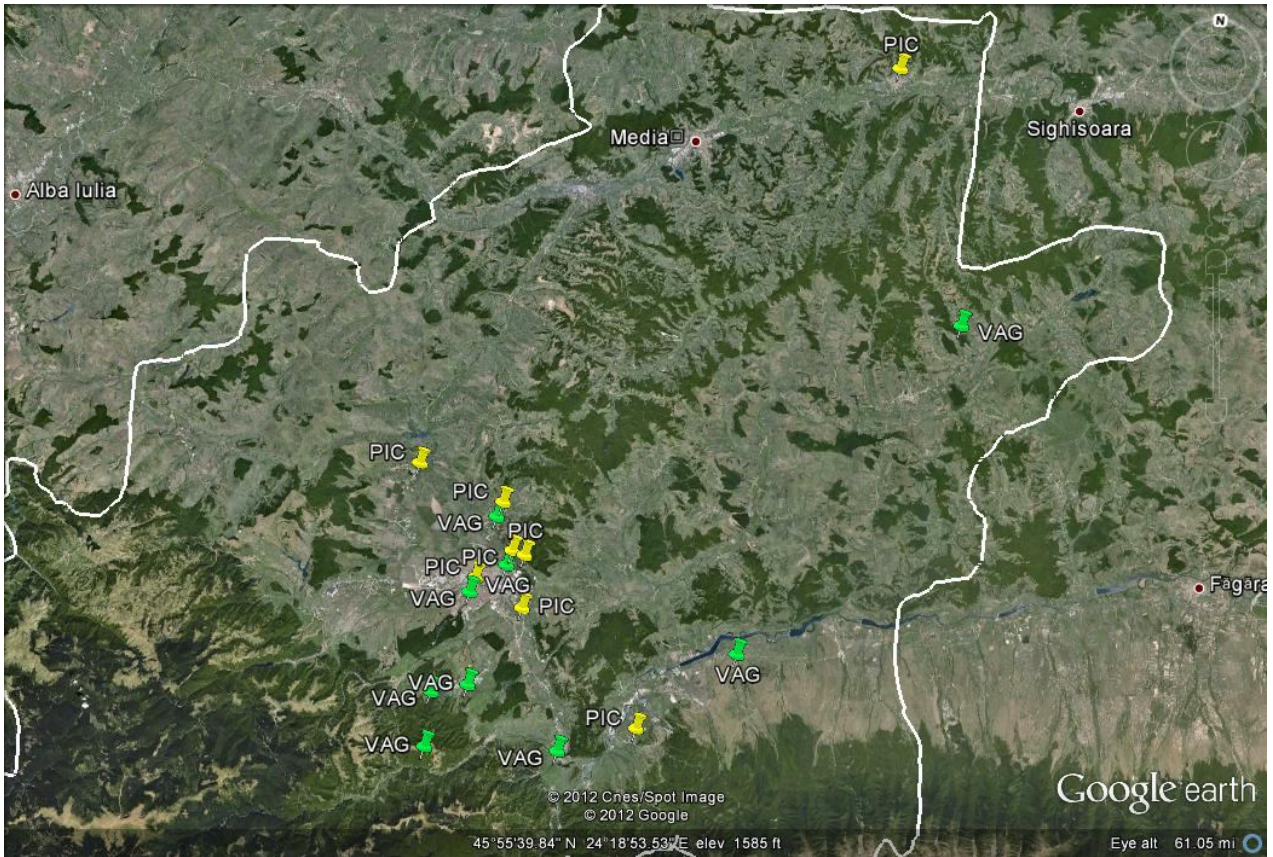 N
PIC
Sighisoara
Media□
Alba Iulia
VAG
PIC
PIC
VAG
PIC
PIC
PIC
VAG
VAG
PIC
VAG
VAG
VAG
PIC
VAG
VAG
Făgăra
Google earth
© 2012 Cnes/Spot Image
© 2012 Google
45°55'39.84" N 24°18'53.53" E elev 1585 ft
Eye alt 61.05 mi